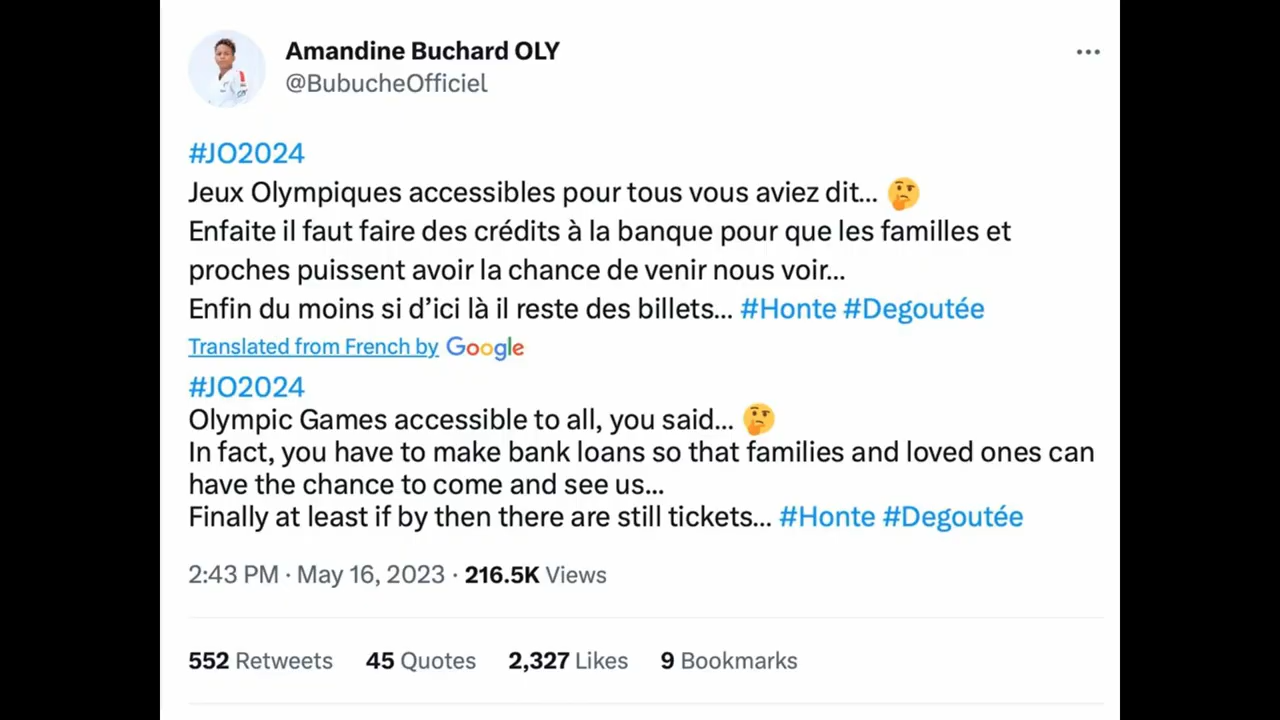 Amandine Buchard OLY
@BubucheOfficiel
#JO2024
Jeux Olympiques accessibles pour tous vous aviez dit... 🤔
Enfaite il faut faire des crédits à la banque pour que les familles et
proches puissent avoir la chance de venir nous voir...
Enfin du moins si d’ici là il reste des billets... #Honte #Degoutée
Translated from French by Google
#JO2024
Olympic Games accessible to all, you said... 🤔
In fact, you have to make bank loans so that families and loved ones can
have the chance to come and see us...
Finally at least if by then there are still tickets... #Honte #Degoutée
2:43 PM · May 16, 2023 · 216.5K Views
552 Retweets 45 Quotes 2,327 Likes 9 Bookmarks